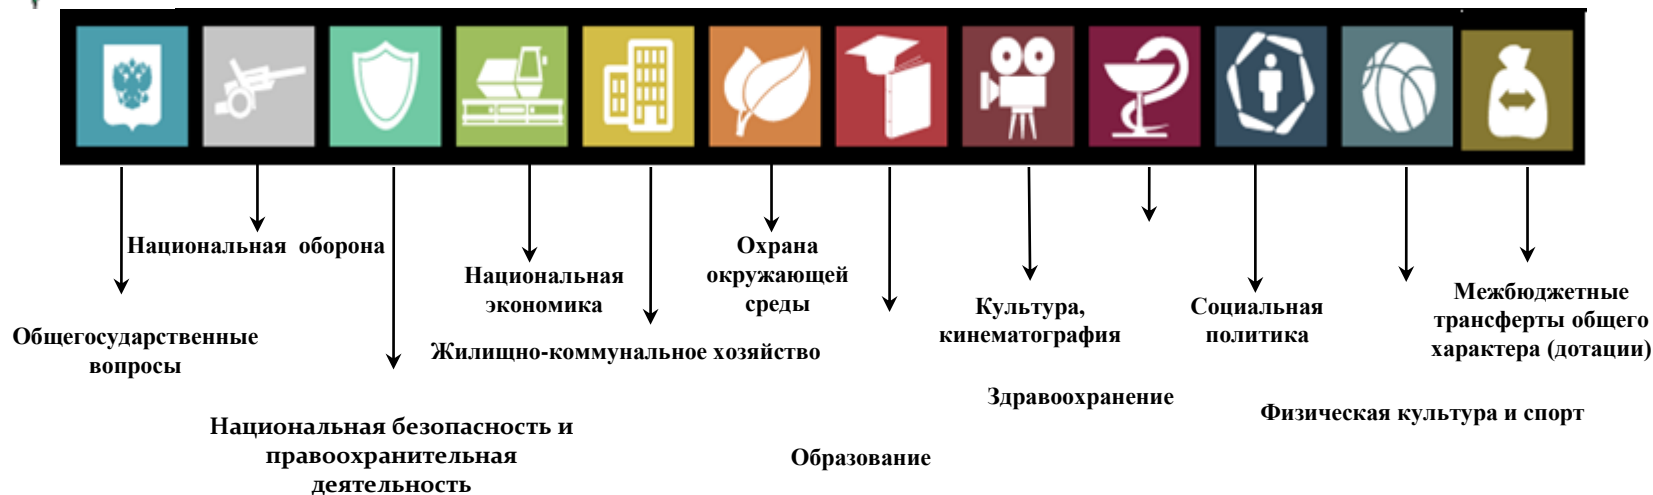 Национальная оборона
Общегосударственные
вопросы
Национальная безопасность и
правоохранительная
деятельность
Национальная
экономика
Жилищно-коммунальное хозяйство
Охрана
окружающей
среды
Образование
Культура,
кинематография
Здравоохранение
Социальная
политика
Физическая культура и спорт
Межбюджетные
трансферты общего
характера (дотации)